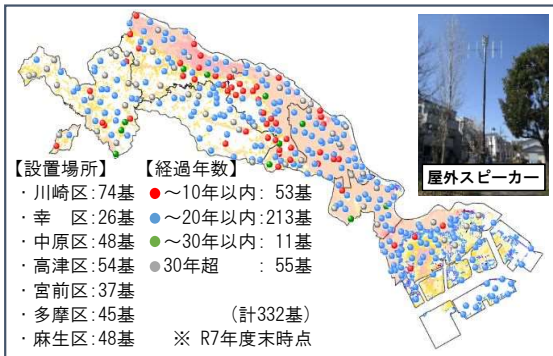 屋外スピーカー
【設置場所】【経過年数】
・川崎区:74基 ●～10年以内: 53基
・幸　区:26基 ●～20年以内:213基
・中原区:48基 ●～30年以内: 11基
・高津区:54基 ●30年超　　: 55基
・宮前区:37基
・多摩区:45基　　　　(計332基)
・麻生区:48基　※ R7年度末時点